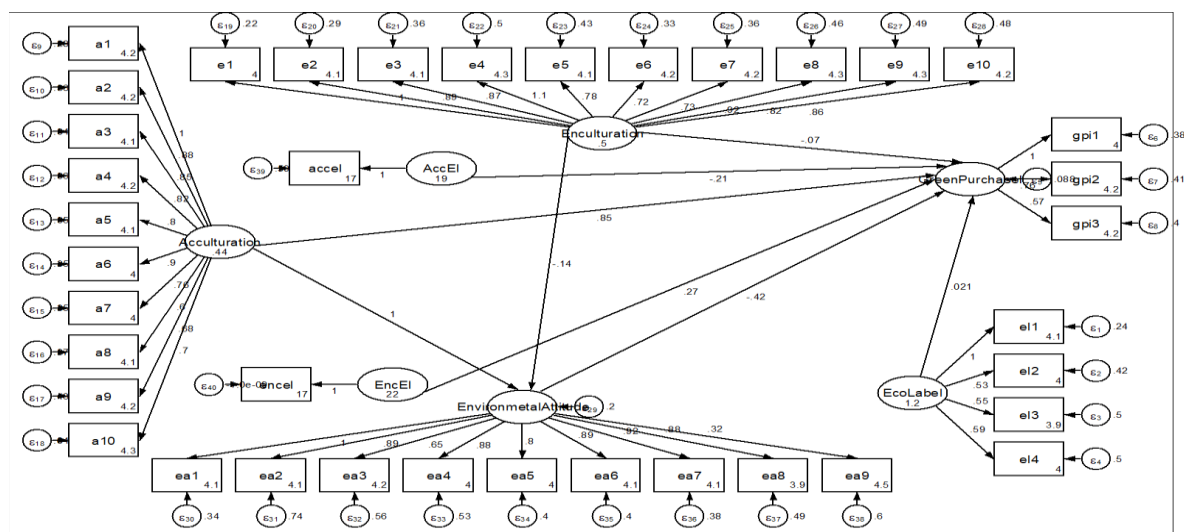 ε19 .22 ε20 .29 ε21 .36 ε22 .5 ε23 .43 ε24 .33 ε25 .36 ε26 .46 ε27 .49 ε28 .48
e1 4 e2 4.1 e3 4.1 e4 4.3 e5 4.1 e6 4.2 e7 4.2 e8 4.3 e9 4.3 e10 4.2
1 .88 .87 1.1 .78 .72 .73 .82 .82 .86
Enculturation .5
ε9 a1 4.2
ε10 a2 4.2
ε11 a3 4.1
ε12 a4 4.2
ε13 a5 4.1
ε14 a6 4
ε15 a7 4
ε16 a8 4.1
ε17 a9 4.2
ε18 a10 4.3
1
.88
.85
.82
.8
.9
.76
.6
.68
.7
Acculturation .44
ε39 accel 17 1 AccEl 19
-.07
-.21
.85
-.14
.27
-.42
1
.021
gpi1 4 ε6 .38
gpi2 4.2 ε7 .41
gpi3 4.2 ε8 .4
1
.57
.088
ε40 encel 17 1 EncEl 22
EnvironmetalAttitude ε29 .2
EcoLabel 1.2
el1 4.1 ε1 .24
el2 4 ε2 .42
el3 3.9 ε3 .5
el4 4 ε4 .5
1
.53
.55
.59
1 .89 .65 .88 .8 .89 .92 .88 .32
ea1 4.1 ea2 4.1 ea3 4.2 ea4 4 ea5 4 ea6 4.1 ea7 4.1 ea8 3.9 ea9 4.5
ε30 .34 ε31 .74 ε32 .56 ε33 .53 ε34 .4 ε35 .4 ε36 .38 ε37 .49 ε38 .6